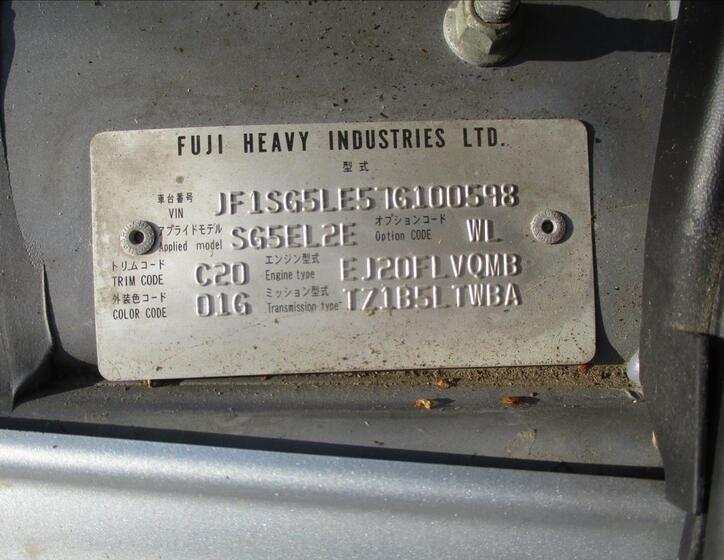 FUJI HEAVY INDUSTRIES LTD.
型式
車台番号 VIN JF1SG5LE57G100598
アプライドモデル Applied model SG5EL2E オプションコード Option CODE WL
トリムコード TRIM CODE C20 エンジン型式 Engine type EJ20FLVQMB
外装色コード COLOR CODE 01G ミッション型式 Transmission type TZ1B5LTWBA